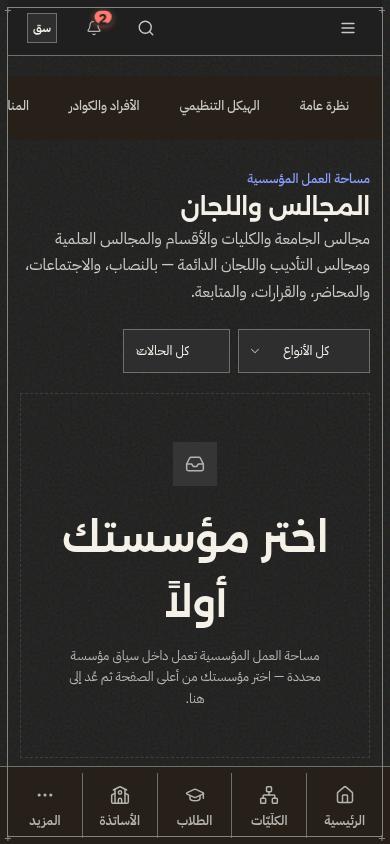 2
سق
نظرة عامة
الهيكل التنظيمي
الأفراد والكوادر
المنا
مساحة العمل المؤسسية
المجالس واللجان
مجالس الجامعة والكليات والأقسام والمجالس العلمية
ومجالس التأديب واللجان الدائمة — بالنصاب، والاجتماعات،
والمحاضر، والقرارات، والمتابعة.
كل الأنواع
كل الحالات
اختر مؤسستك
أولاً
مساحة العمل المؤسسية تعمل داخل سياق مؤسسة
محددة — اختر مؤسستك من أعلى الصفحة ثم عُد إلى
هنا.
الرئيسية
الكلّيّات
الطلاب
الأساتذة
المزيد